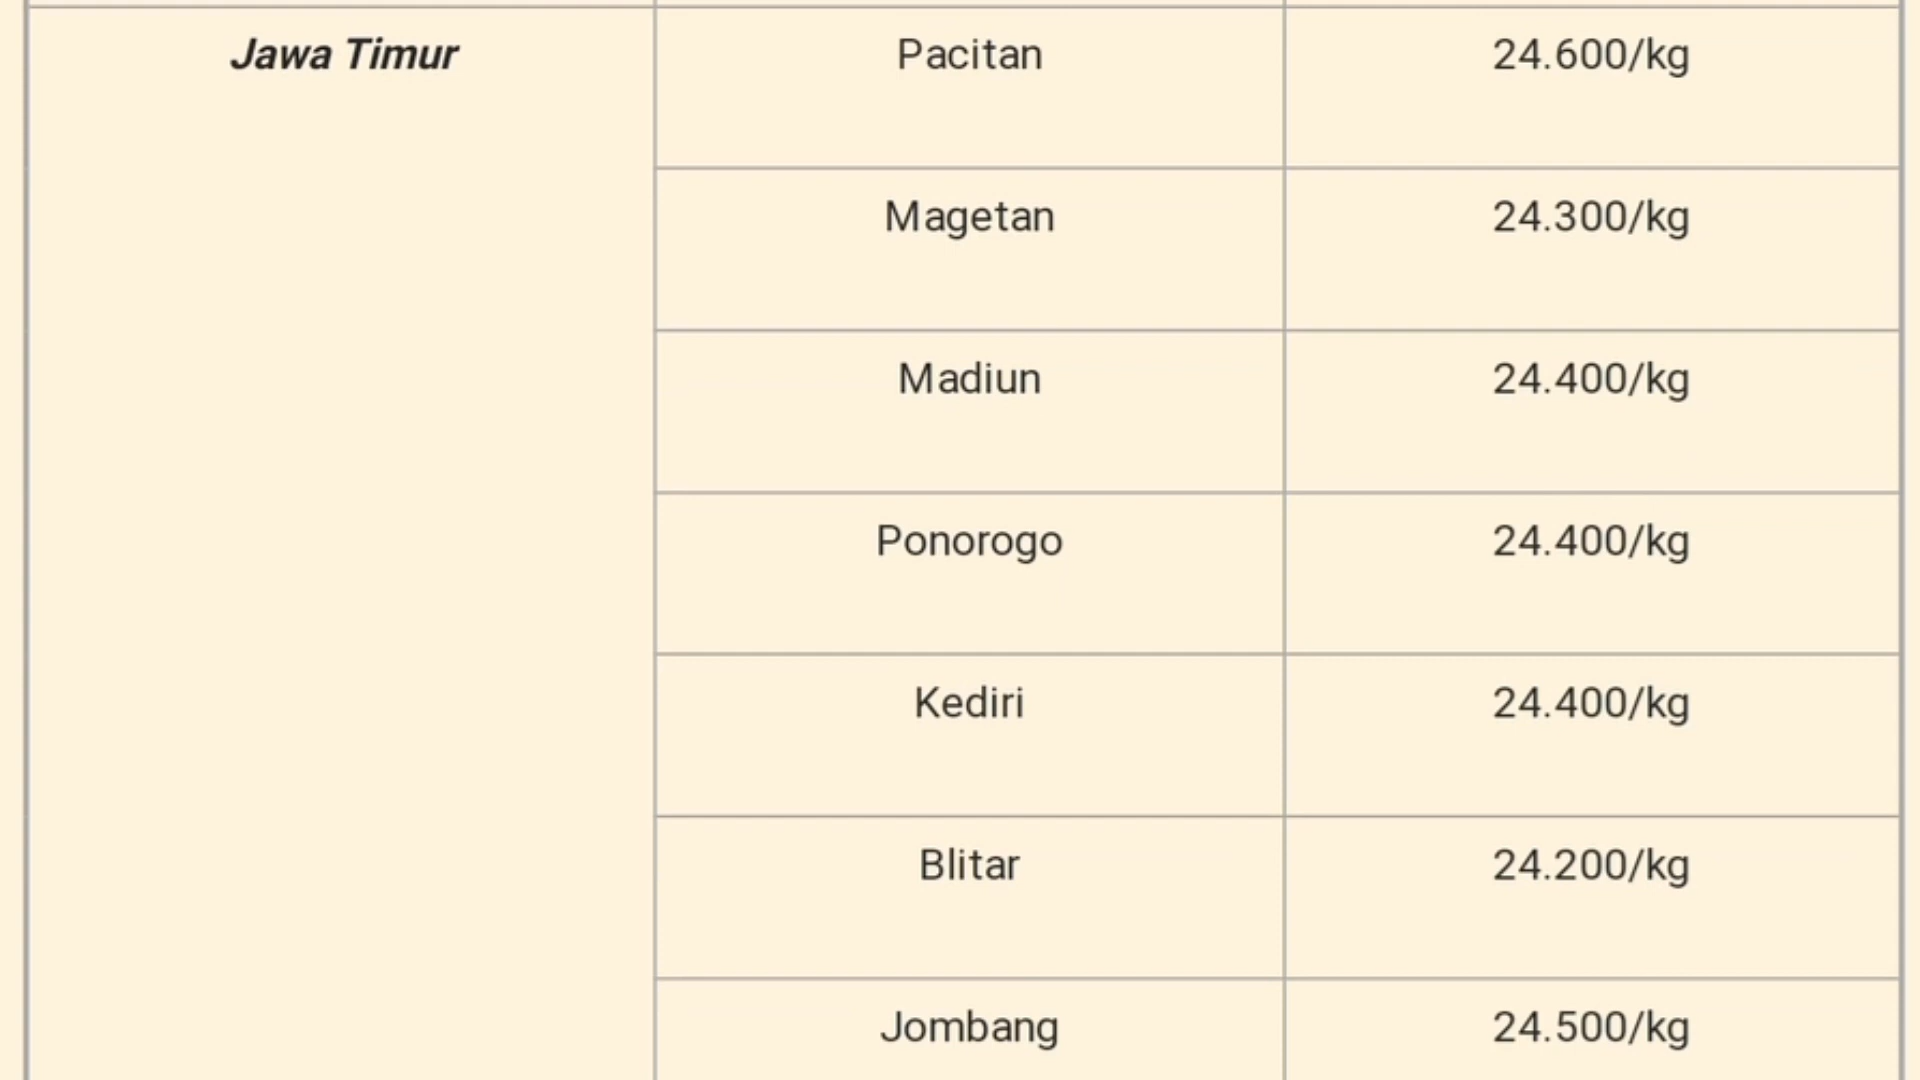 Jawa Timur Pacitan 24.600/kg
Magetan 24.300/kg
Madiun 24.400/kg
Ponorogo 24.400/kg
Kediri 24.400/kg
Blitar 24.200/kg
Jombang 24.500/kg